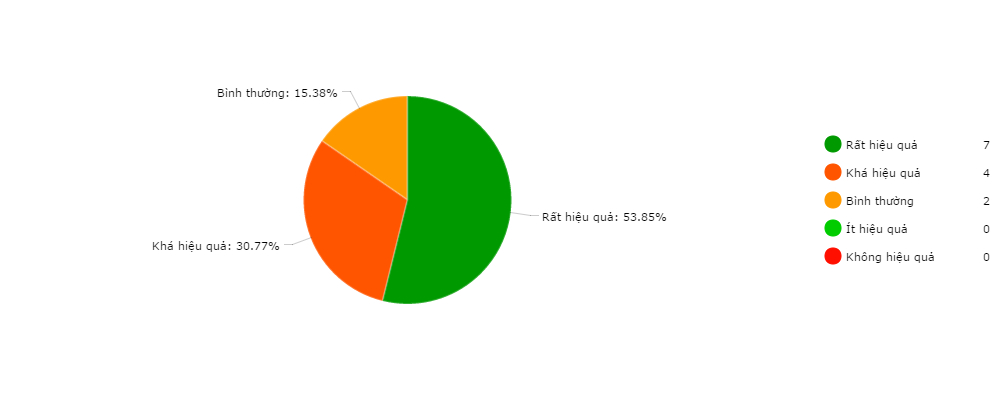 Bình thường: 15.38%
Rất hiệu quả: 53.85%
Khá hiệu quả: 30.77%
Rất hiệu quả 7
Khá hiệu quả 4
Bình thường 2
Ít hiệu quả 0
Không hiệu quả 0